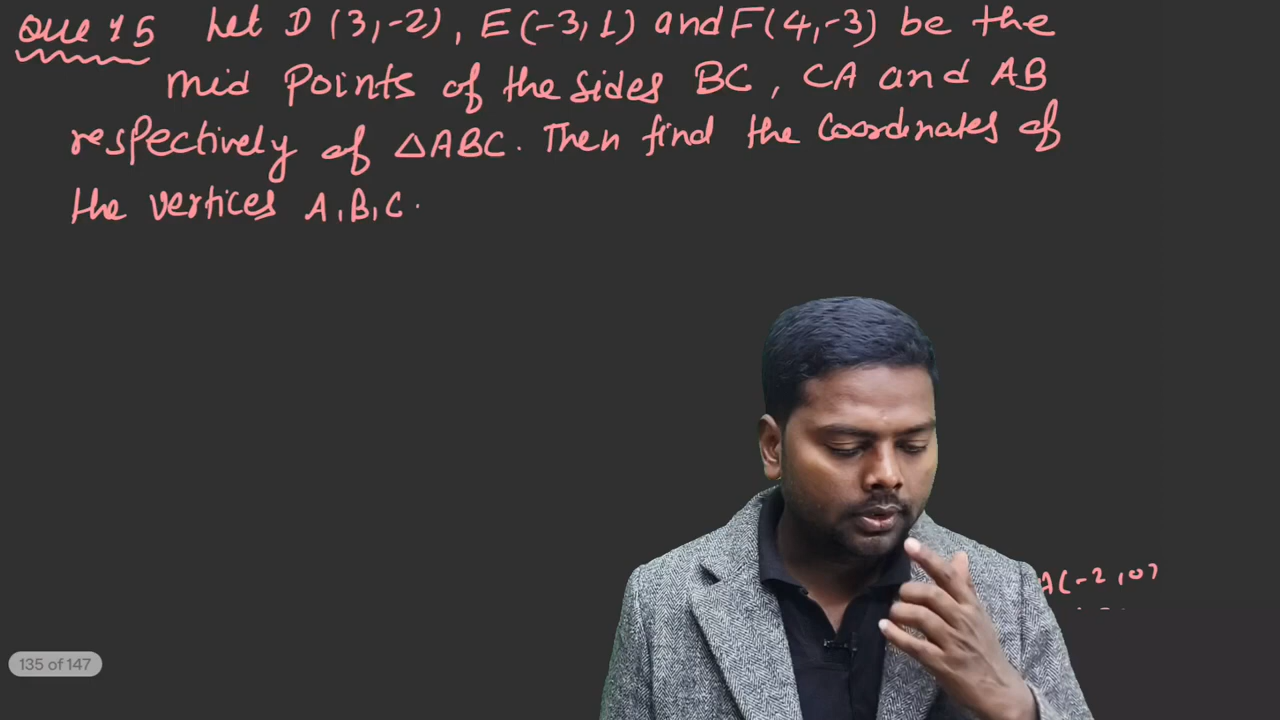 Que 15 Let D (3,-2), E(-3,1) and F(4,-3) be the
mid points of the sides BC, CA and AB
respectively of △ABC. Then find the coordinates of
the vertices A,B,C.
A(-2,0)
135 of 147